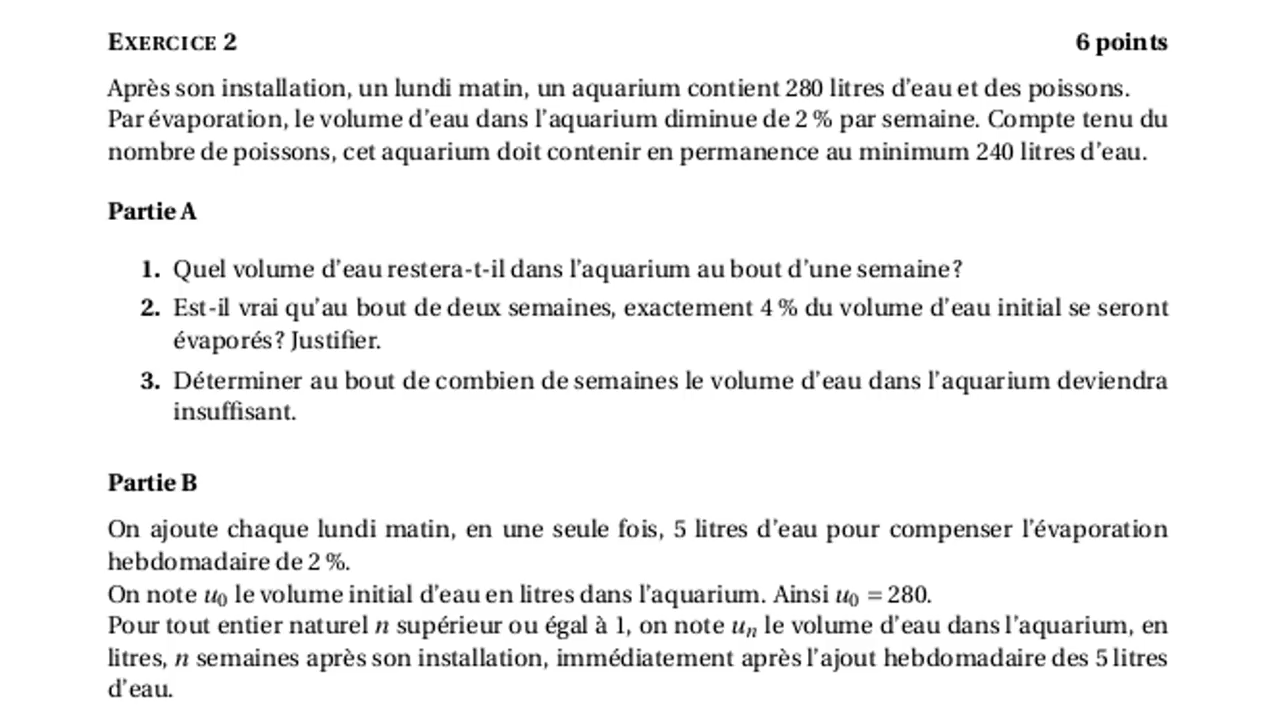 EXERCICE 2 6 points
Après son installation, un lundi matin, un aquarium contient 280 litres d'eau et des poissons.
Par évaporation, le volume d'eau dans l'aquarium diminue de 2 % par semaine. Compte tenu du
nombre de poissons, cet aquarium doit contenir en permanence au minimum 240 litres d'eau.
Partie A
1. Quel volume d'eau restera-t-il dans l'aquarium au bout d'une semaine ?
2. Est-il vrai qu'au bout de deux semaines, exactement 4 % du volume d'eau initial se seront
évaporés ? Justifier.
3. Déterminer au bout de combien de semaines le volume d'eau dans l'aquarium deviendra
insuffisant.
Partie B
On ajoute chaque lundi matin, en une seule fois, 5 litres d'eau pour compenser l'évaporation
hebdomadaire de 2 %.
On note u₀ le volume initial d'eau en litres dans l'aquarium. Ainsi u₀ = 280.
Pour tout entier naturel n supérieur ou égal à 1, on note uₙ le volume d'eau dans l'aquarium, en
litres, n semaines après son installation, immédiatement après l'ajout hebdomadaire des 5 litres
d'eau.